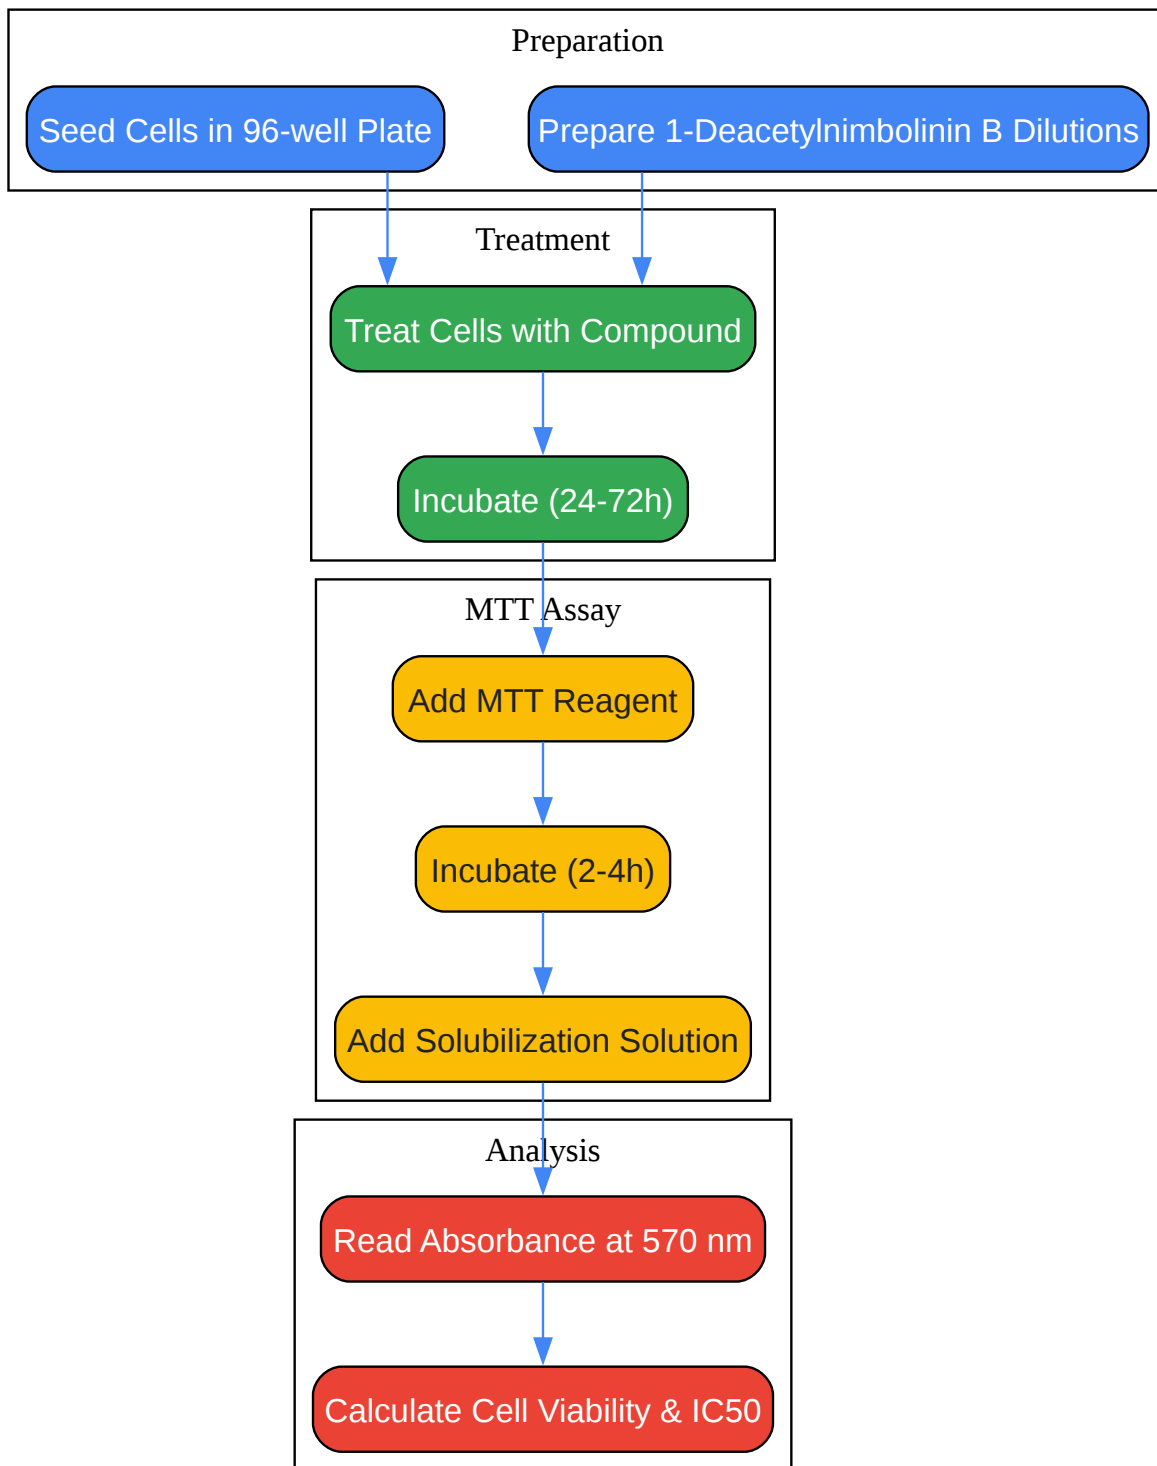 Preparation
Seed Cells in 96-well Plate
Prepare 1-Deacetylnimbolinin B Dilutions
Treatment
Treat Cells with Compound
Incubate (24-72h)
MTT Assay
Add MTT Reagent
Incubate (2-4h)
Add Solubilization Solution
Analysis
Read Absorbance at 570 nm
Calculate Cell Viability & IC50